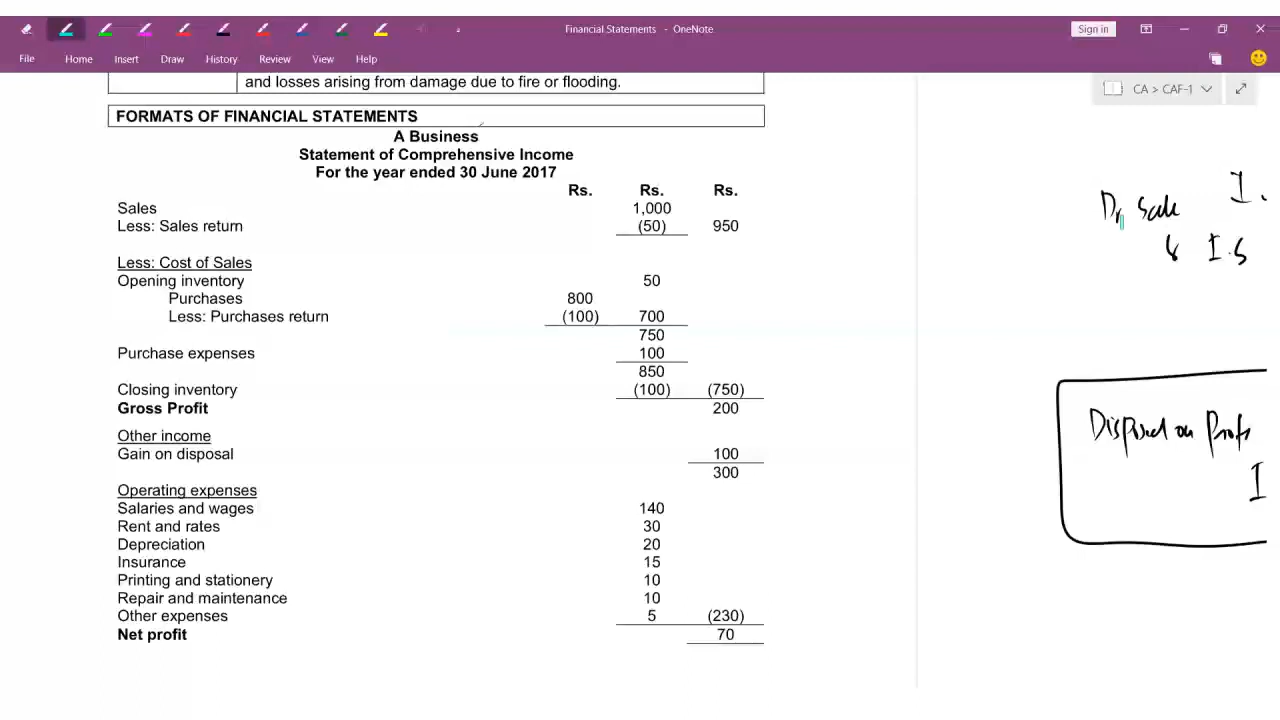 Financial Statements - OneNote
Sign in
File Home Insert Draw History Review View Help
CA > CAF-1
and losses arising from damage due to fire or flooding.
FORMATS OF FINANCIAL STATEMENTS
A Business
Statement of Comprehensive Income
For the year ended 30 June 2017
Rs. Rs. Rs.
Sales 1,000
Less: Sales return (50) 950
Less: Cost of Sales
Opening inventory 50
Purchases 800
Less: Purchases return (100) 700
750
Purchase expenses 100
850
Closing inventory (100) (750)
Gross Profit 200
Other income
Gain on disposal 100
300
Operating expenses
Salaries and wages 140
Rent and rates 30
Depreciation 20
Insurance 15
Printing and stationery 10
Repair and maintenance 10
Other expenses 5 (230)
Net profit 70
I.
Dr Sale
I.S
on
I